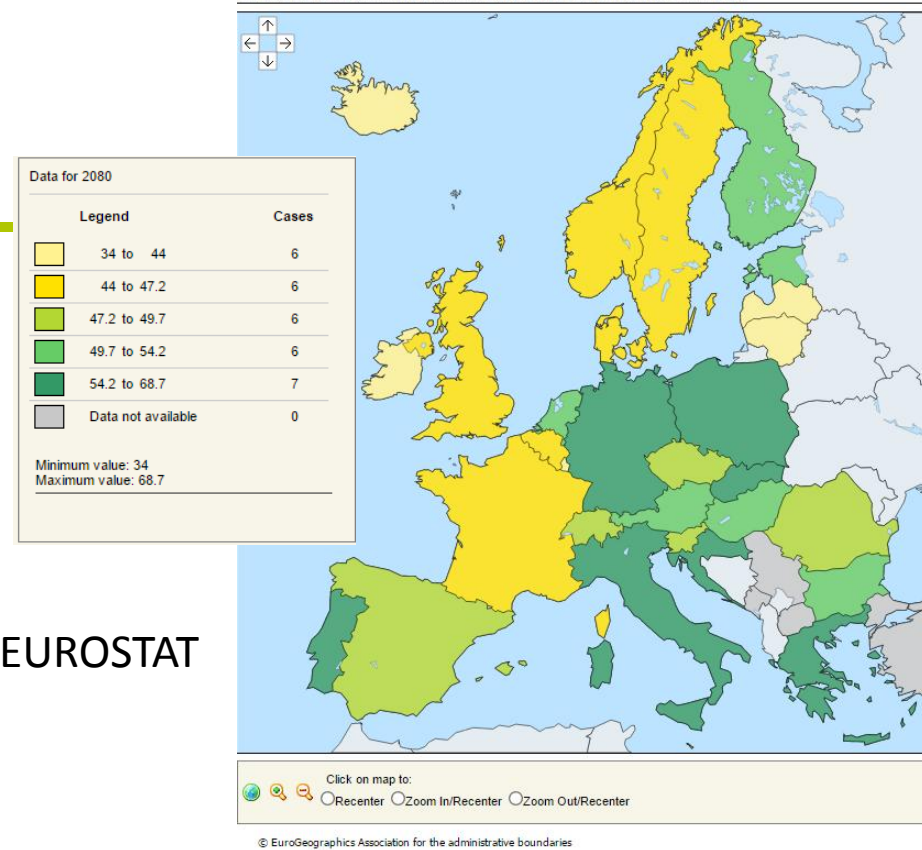 Data for 2080
Legend Cases
34 to 44 6
44 to 47.2 6
47.2 to 49.7 6
49.7 to 54.2 6
54.2 to 68.7 7
Data not available 0
Minimum value: 34
Maximum value: 68.7
EUROSTAT
Click on map to:
Recenter Zoom In/Recenter Zoom Out/Recenter
© EuroGeographics Association for the administrative boundaries